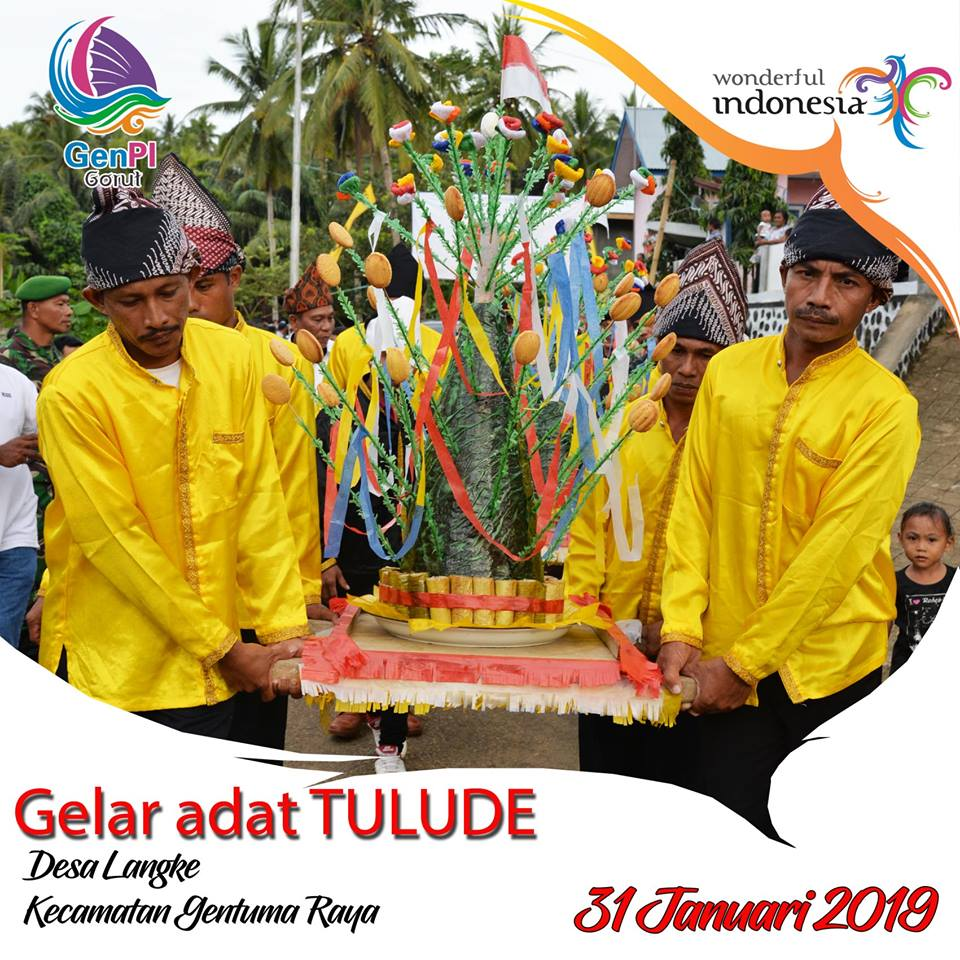 GenPI
Gorut
wonderful
indonesia
Gelar adat TULUDE
Desa Langke
Kecamatan Gentuma Raya
31 Januari 2019